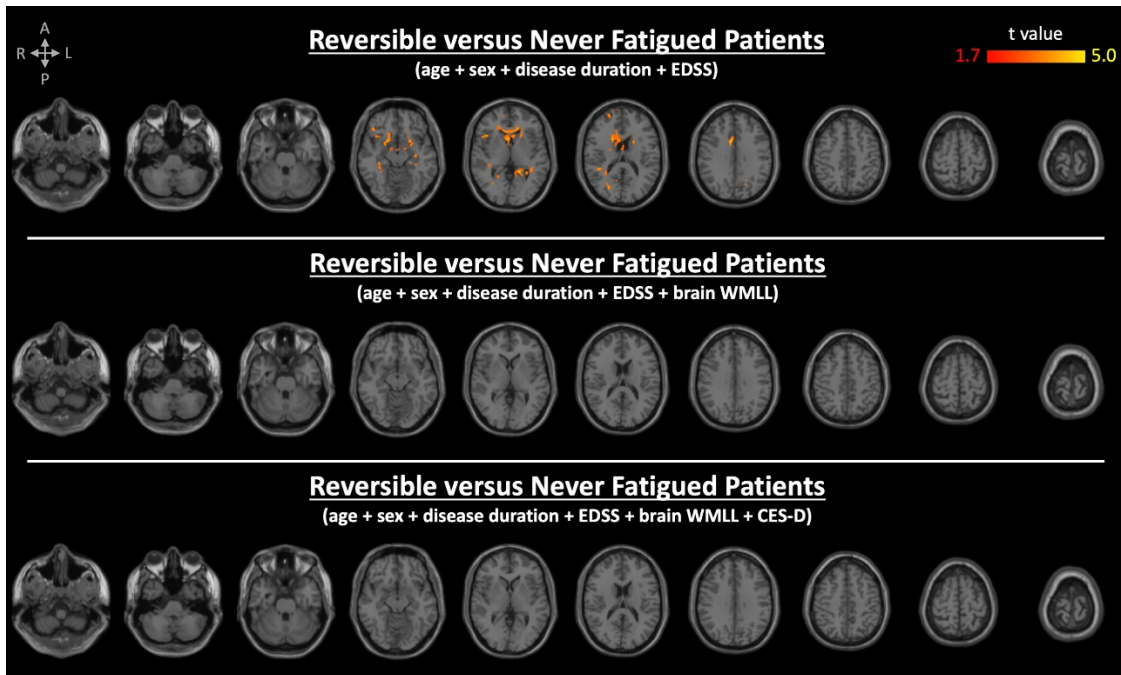 A
R L
P
Reversible versus Never Fatigued Patients
(age + sex + disease duration + EDSS)
t value
1.7 5.0
Reversible versus Never Fatigued Patients
(age + sex + disease duration + EDSS + brain WMLL)
Reversible versus Never Fatigued Patients
(age + sex + disease duration + EDSS + brain WMLL + CES-D)